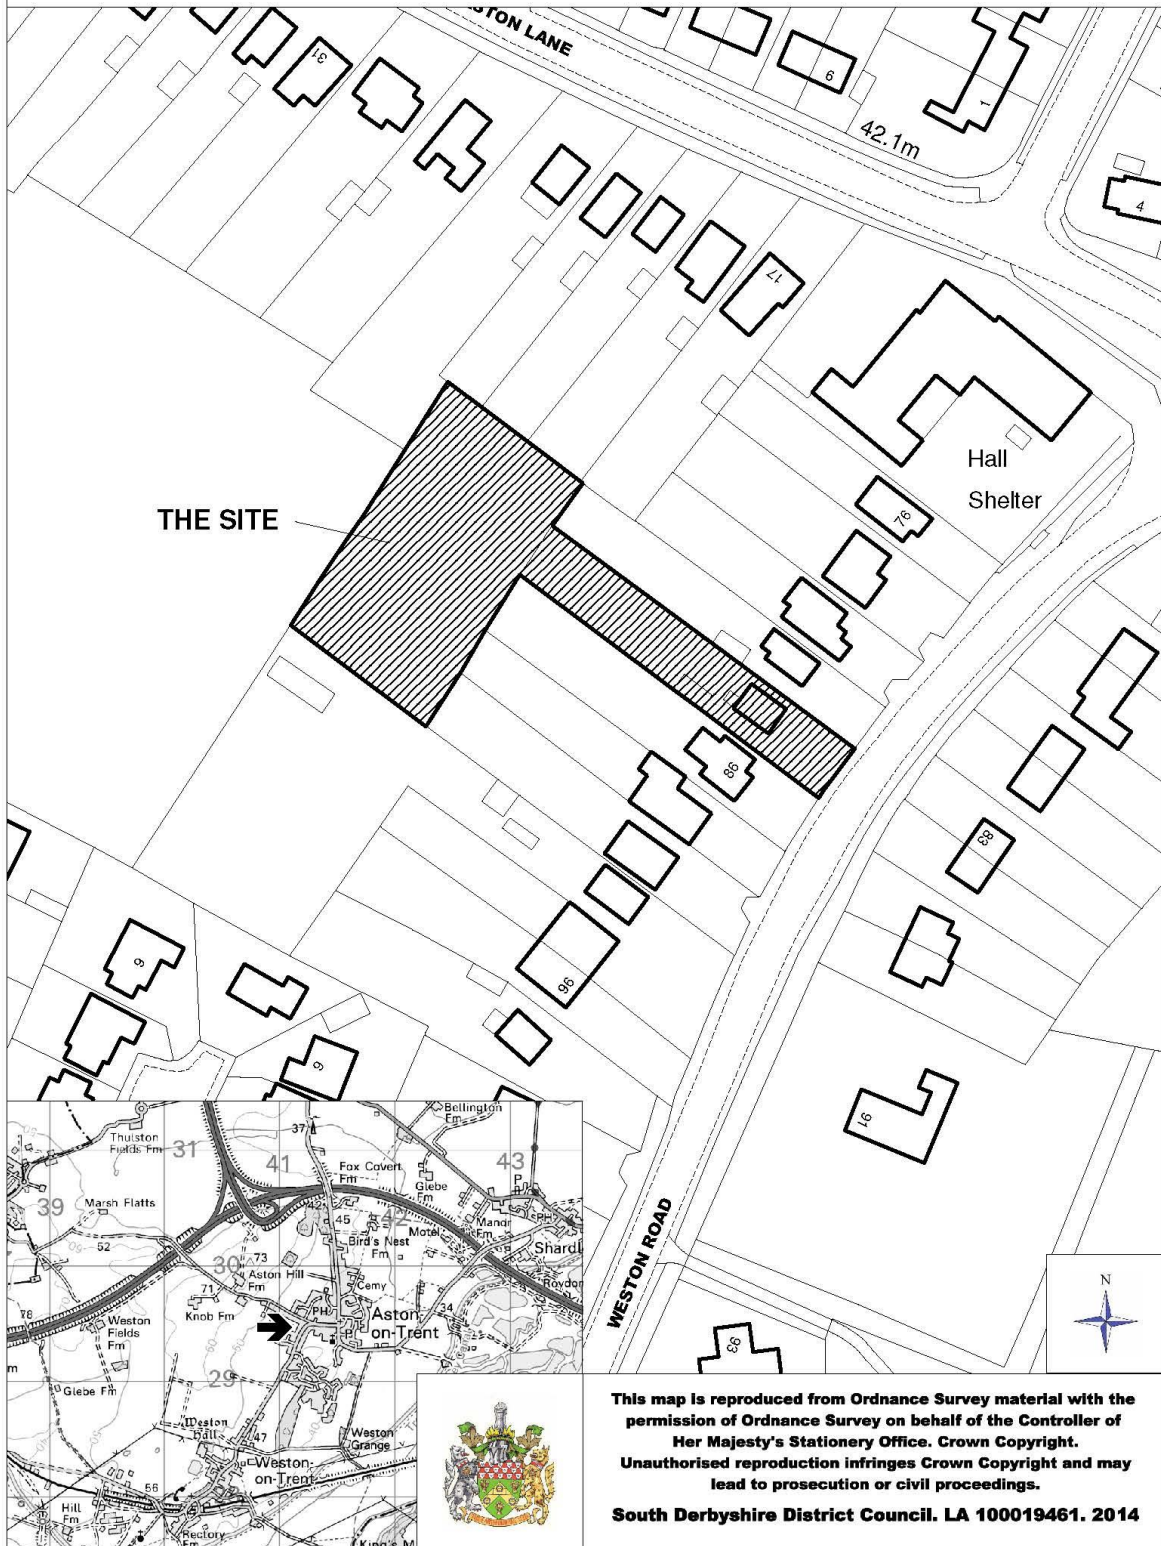 STON LANE
31
9
1
42.1m
4
17
Hall
Shelter
76
THE SITE
86
83
96
9
9
91
WESTON ROAD
93
N
Thulston
Fields Fm
31
41
37
Bellington
Fm
43
39
Marsh Flatts
Fox Covert
Fm
Glebe
Fm
P
PH
42
45
42
Manor
Fm
Motel
52
Bird's Nest
Fm
Shardl
30
73
Aston Hill
Fm
Cemy
71
Knob Fm
PH
34
Aston
on-Trent
P
78
Weston
Fields
Fm
m
29
Glebe Fm
Weston
Hall
47
Weston
Grange
Weston-
on-Trent
56
Hill
Fm
Rectory
Fm
King's M
This map is reproduced from Ordnance Survey material with the
permission of Ordnance Survey on behalf of the Controller of
Her Majesty's Stationery Office. Crown Copyright.
Unauthorised reproduction infringes Crown Copyright and may
lead to prosecution or civil proceedings.
South Derbyshire District Council. LA 100019461. 2014